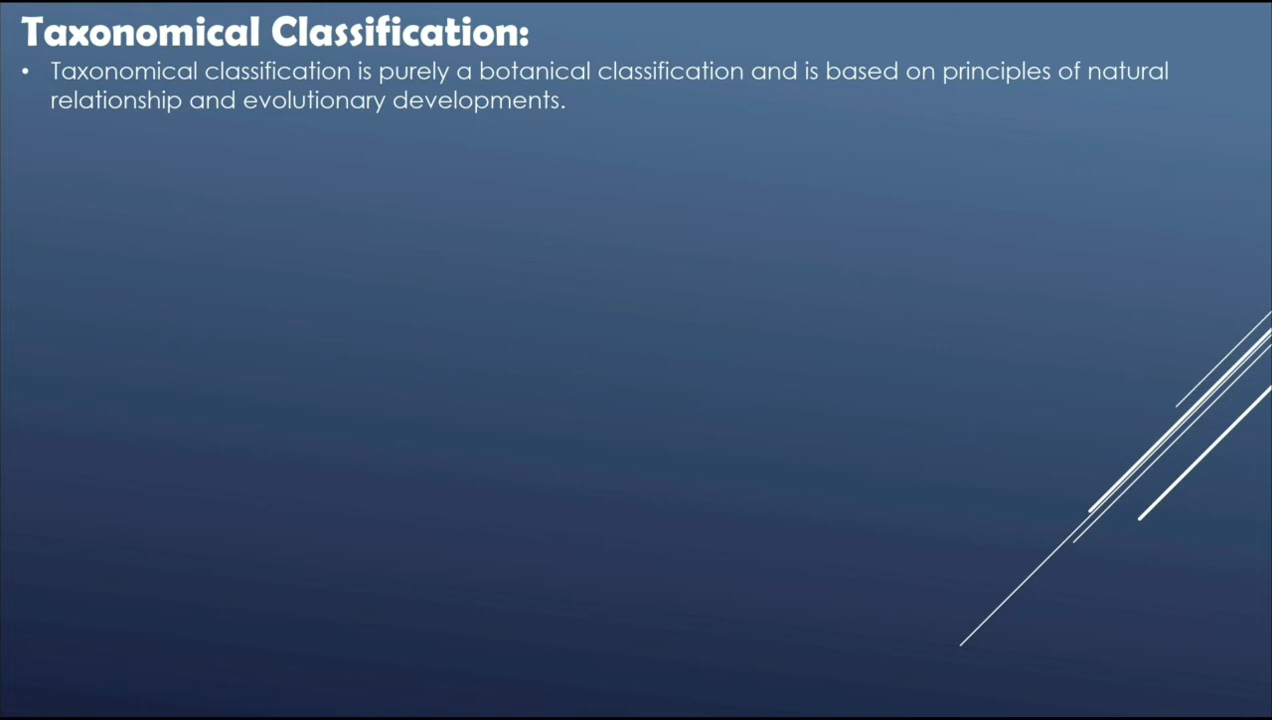 Taxonomical Classification:
• Taxonomical classification is purely a botanical classification and is based on principles of natural
relationship and evolutionary developments.